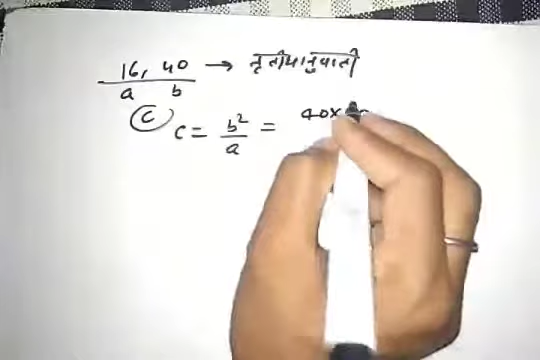 16, 40 → तृतीयानुपाती
a b
c c = b²/a = 40×